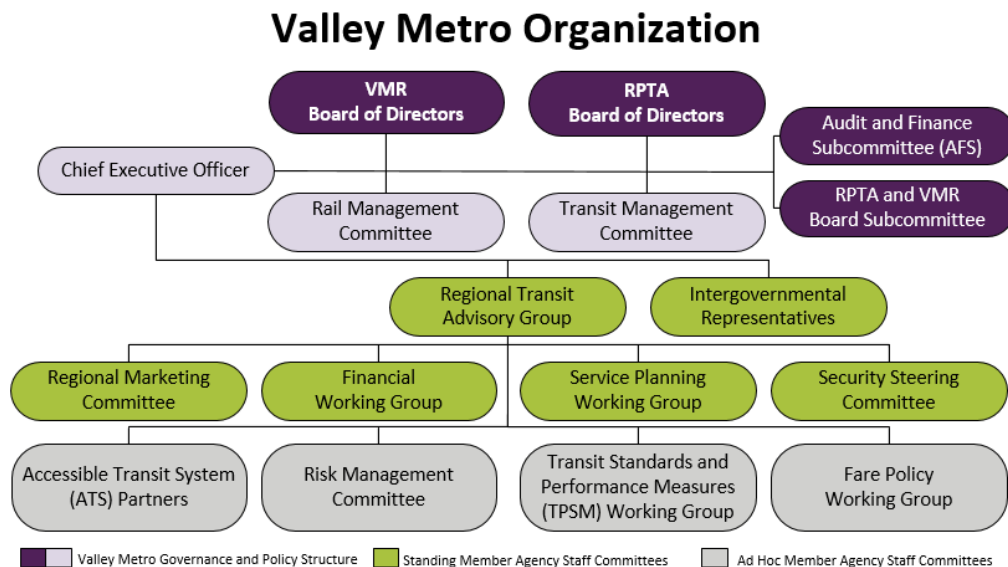 Valley Metro Organization
VMR
Board of Directors
RPTA
Board of Directors
Audit and Finance
Subcommittee (AFS)
Chief Executive Officer
RPTA and VMR
Board Subcommittee
Rail Management
Committee
Transit Management
Committee
Regional Transit
Advisory Group
Intergovernmental
Representatives
Regional Marketing
Committee
Financial
Working Group
Service Planning
Working Group
Security Steering
Committee
Accessible Transit System
(ATS) Partners
Risk Management
Committee
Transit Standards and
Performance Measures
(TPSM) Working Group
Fare Policy
Working Group
Valley Metro Governance and Policy Structure
Standing Member Agency Staff Committees
Ad Hoc Member Agency Staff Committees